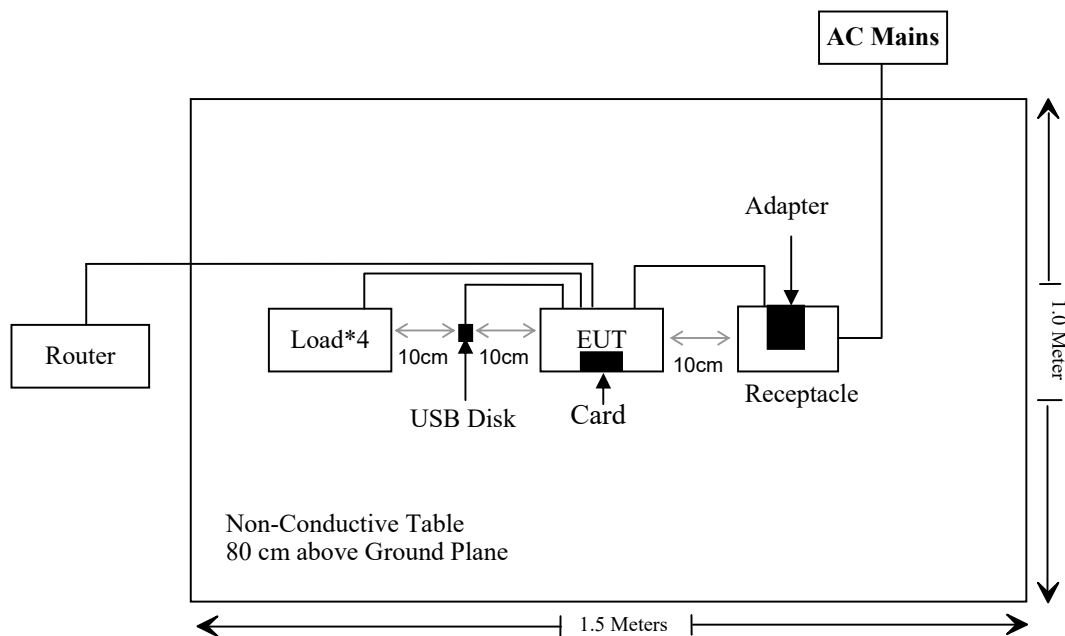 AC Mains
Adapter
Router
Load*4
10cm
10cm
EUT
10cm
USB Disk
Card
Receptacle
1.0 Meter
Non-Conductive Table
80 cm above Ground Plane
1.5 Meters